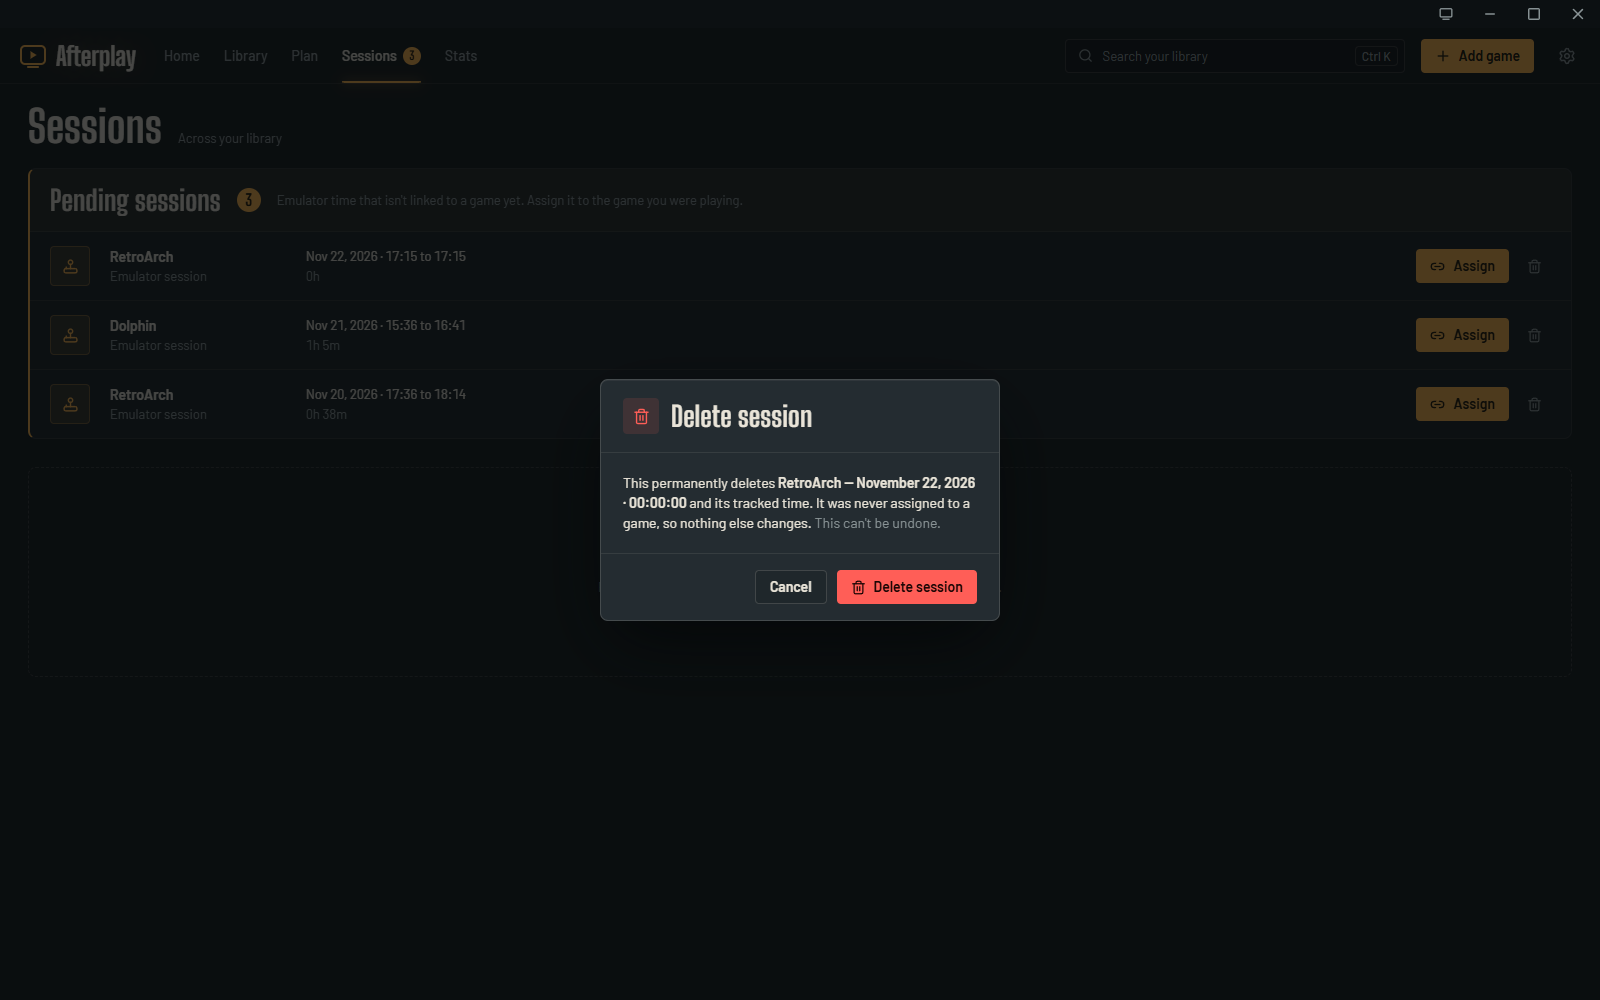 Afterplay
Home
Library
Plan
Sessions 3
Stats
Search your library
Ctrl K
Add game
Sessions
Across your library
Pending sessions 3
Emulator time that isn't linked to a game yet. Assign it to the game you were playing.
RetroArch
Emulator session
Nov 22, 2026 · 17:15 to 17:15
0h
Assign
Dolphin
Emulator session
Nov 21, 2026 · 15:36 to 16:41
1h 5m
Assign
RetroArch
Emulator session
Nov 20, 2026 · 17:36 to 18:14
0h 38m
Assign
Delete session
This permanently deletes RetroArch — November 22, 2026
· 00:00:00 and its tracked time. It was never assigned to a
game, so nothing else changes. This can't be undone.
Cancel
Delete session